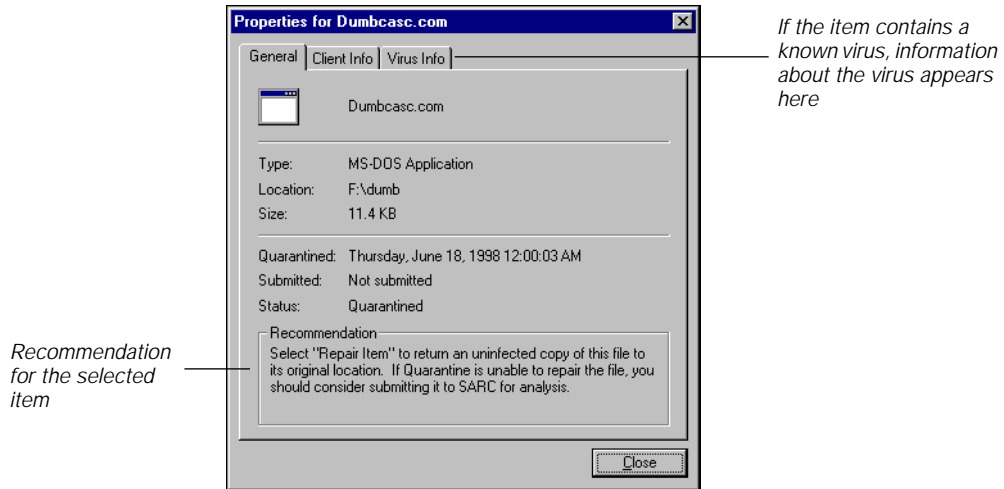 Properties for Dumbcasc.com
General Client Info Virus Info
Dumbcasc.com
Type: MS-DOS Application
Location: F:\dumb
Size: 11.4 KB
Quarantined: Thursday, June 18, 1998 12:00:03 AM
Submitted: Not submitted
Status: Quarantined
Recommendation
Select "Repair Item" to return an uninfected copy of this file to
its original location. If Quarantine is unable to repair the file, you
should consider submitting it to SARC for analysis.
Close
If the item contains a
known virus, information
about the virus appears
here
Recommendation
for the selected
item